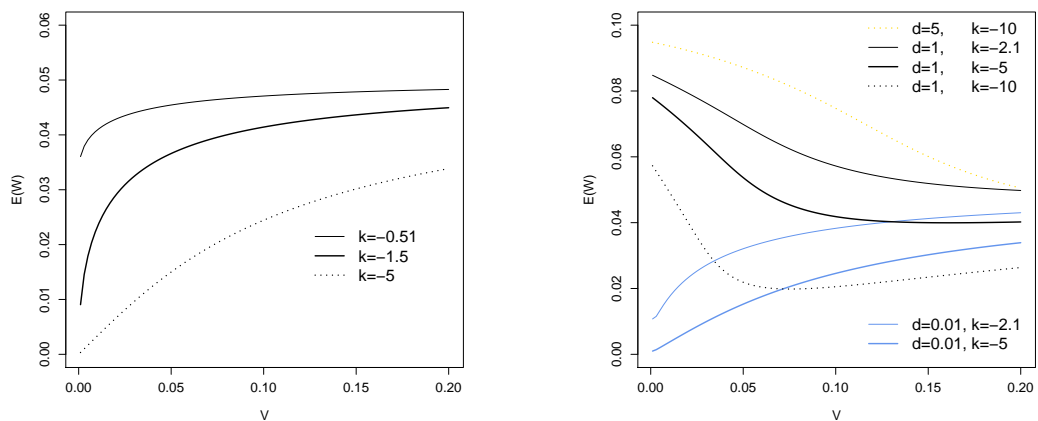 0.06
0.05
0.04
0.03
0.02
0.01
0.00
E(W)
k=−0.51
k=−1.5
k=−5
0.00 0.05 0.10 0.15 0.20
V
0.10
0.08
0.06
0.04
0.02
0.00
E(W)
d=5, k=−10
d=1, k=−2.1
d=1, k=−5
d=1, k=−10
d=0.01, k=−2.1
d=0.01, k=−5
0.00 0.05 0.10 0.15 0.20
V